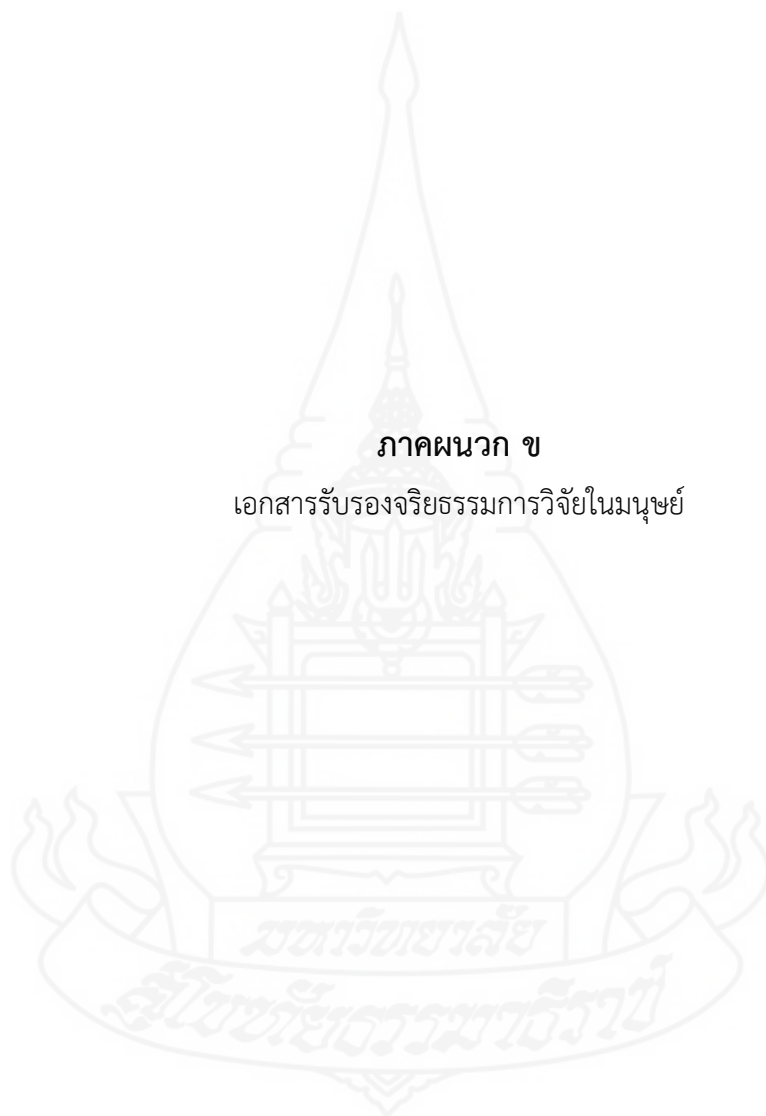 ภาคผนวก ข
เอกสารรับรองจริยธรรมการวิจัยในมนุษย์
มหาวิทยาลัย
สุโขทัยธรรมาธิราช